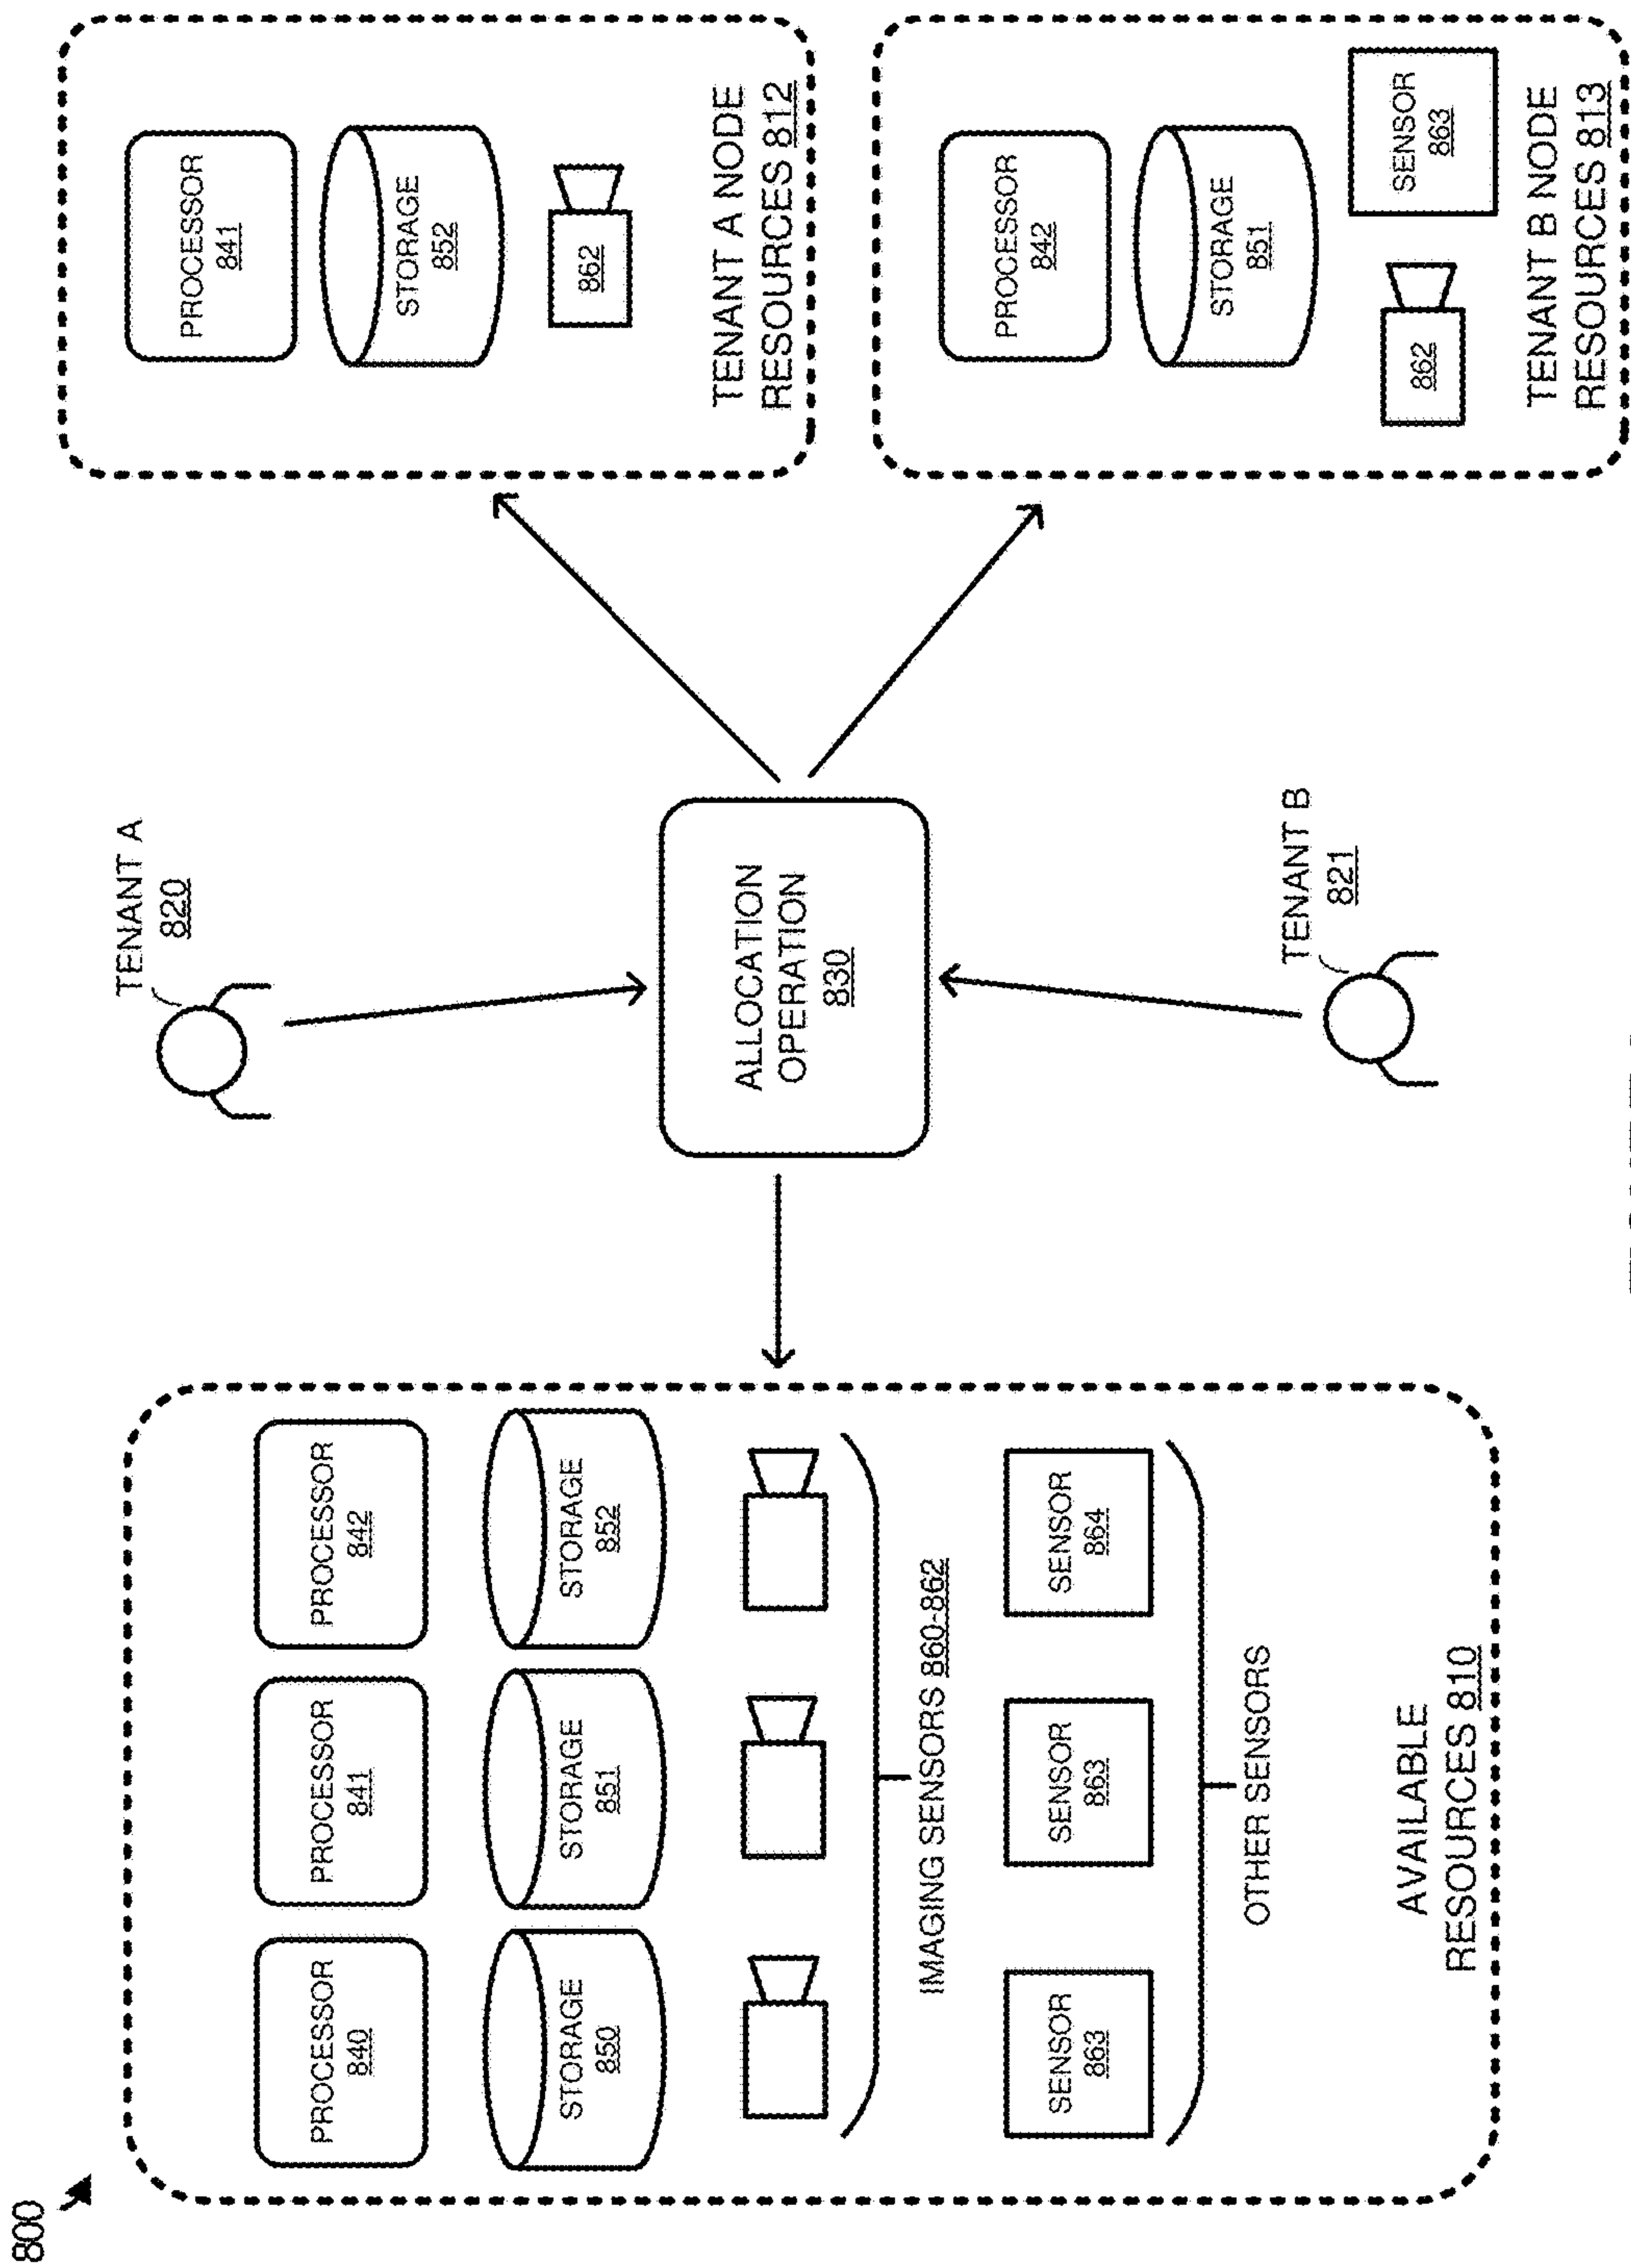 800
PROCESSOR
840
PROCESSOR
841
PROCESSOR
842
STORAGE
850
STORAGE
851
STORAGE
852
IMAGING SENSORS 860-862
SENSOR
863
SENSOR
863
SENSOR
864
OTHER SENSORS
AVAILABLE
RESOURCES 810
TENANT A
820
ALLOCATION
OPERATION
830
TENANT B
821
PROCESSOR
841
STORAGE
852
862
TENANT A NODE
RESOURCES 812
PROCESSOR
842
STORAGE
851
862
SENSOR
863
TENANT B NODE
RESOURCES 813